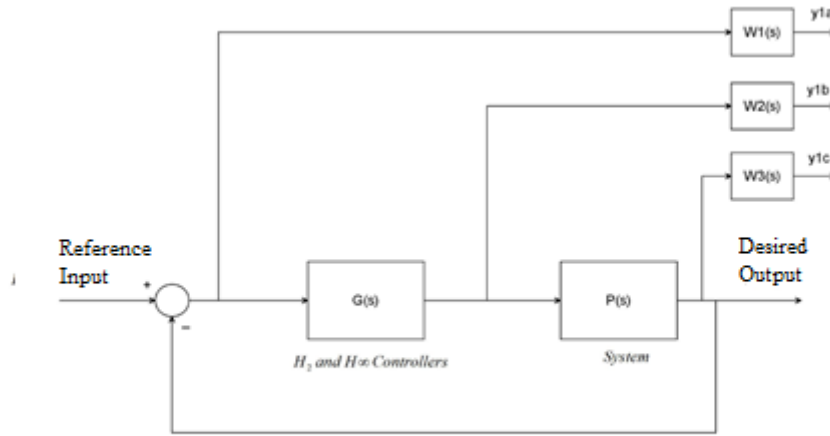 y1a
W1(s)
y1b
W2(s)
y1c
W3(s)
Reference
Input
Desired
Output
+
−
G(s)
P(s)
H₂ and H∞ Controllers
System